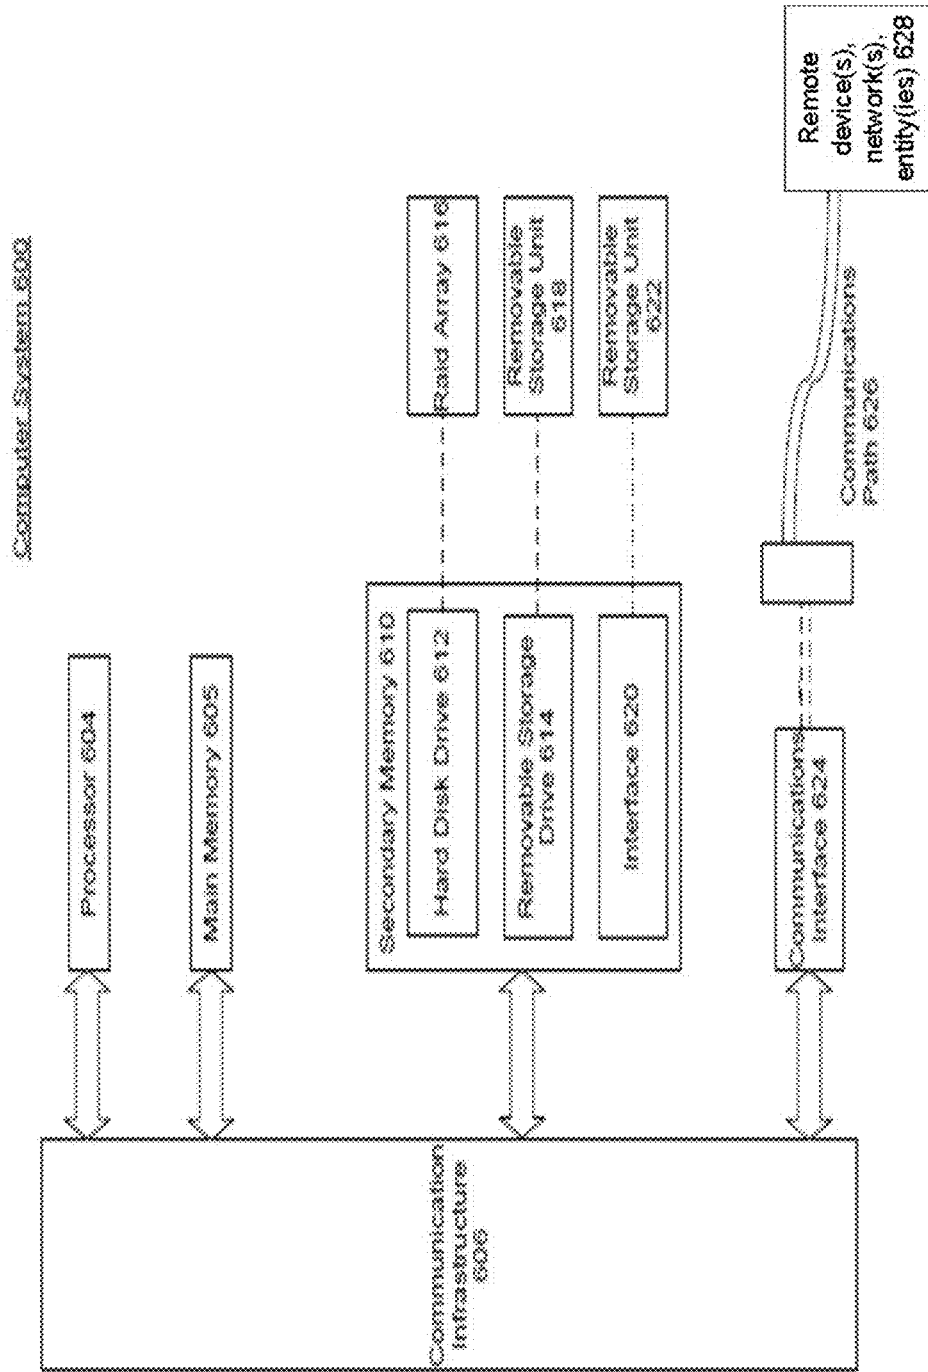 Computer System 600
Processor 604
Main Memory 605
Secondary Memory 610
Hard Disk Drive 612
Raid Array 616
Removable Storage
Drive 614
Removable
Storage Unit
618
Interface 620
Removable
Storage Unit
622
Communication
Infrastructure
606
Communications
Interface 624
Communications
Path 626
Remote
device(s),
network(s),
entity(ies) 628